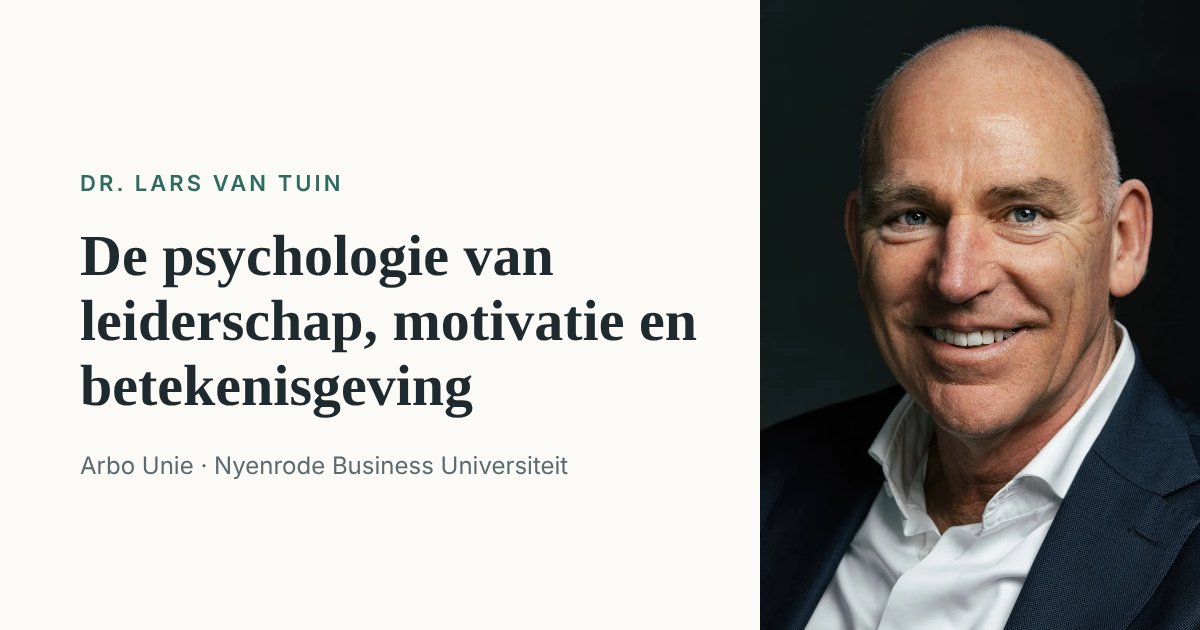 DR. LARS VAN TUIN
De psychologie van
leiderschap, motivatie en
betekenisgeving
Arbo Unie · Nyenrode Business Universiteit